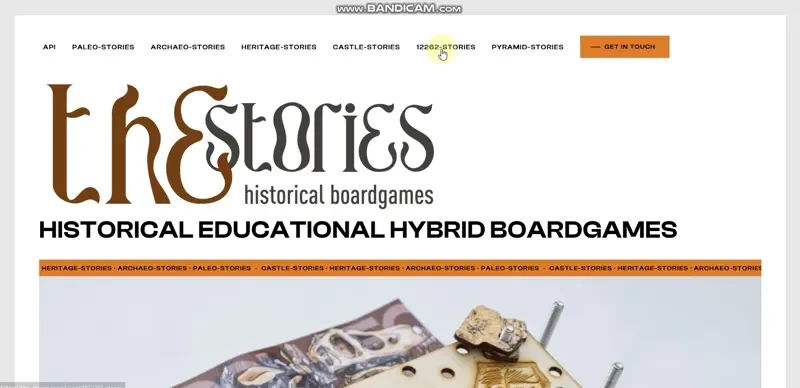 www.BANDICAM.com
API PALEO-STORIES ARCHAEO-STORIES HERITAGE-STORIES CASTLE-STORIES 12262-STORIES PYRAMID-STORIES GET IN TOUCH
thE stories
historical boardgames
HISTORICAL EDUCATIONAL HYBRID BOARDGAMES
HERITAGE-STORIES · ARCHAEO-STORIES · PALEO-STORIES - CASTLE-STORIES · HERITAGE-STORIES · ARCHAEO-STORIES · PALEO-STORIES - CASTLE-STORIES · HERITAGE-STORIES · ARCHAEO-STORIES